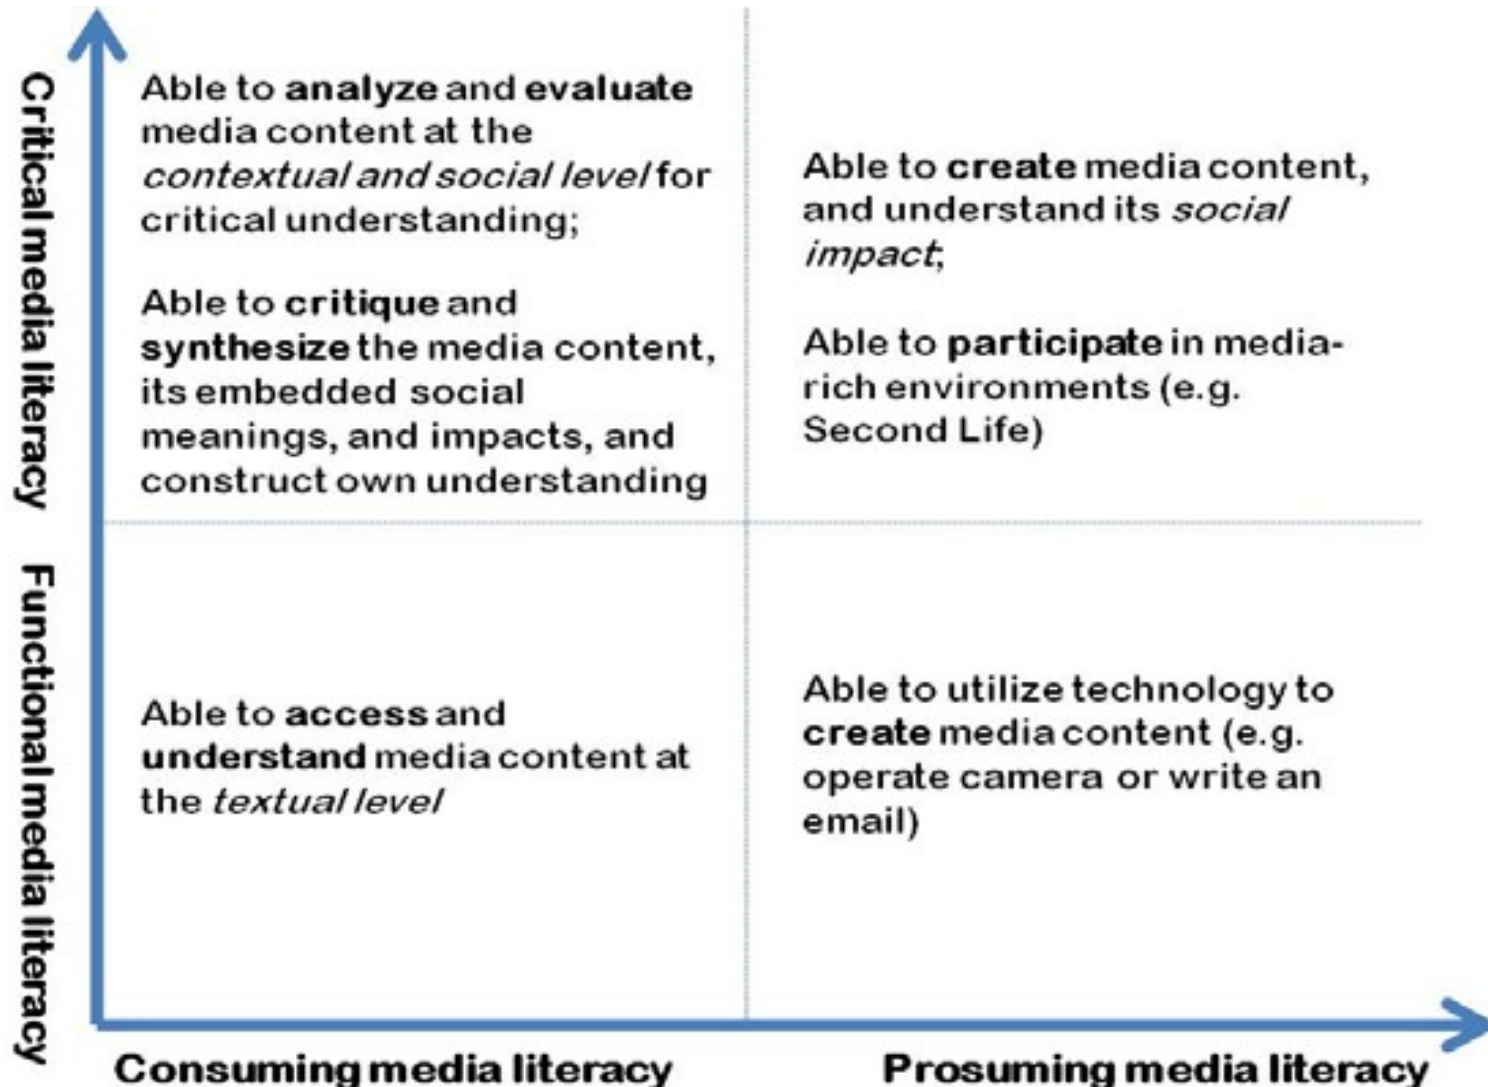 Critical media literacy
Able to analyze and evaluate
media content at the
contextual and social level for
critical understanding;
Able to critique and
synthesize the media content,
its embedded social
meanings, and impacts, and
construct own understanding
Able to create media content,
and understand its social
impact;
Able to participate in media-
rich environments (e.g.
Second Life)
Functional media literacy
Able to access and
understand media content at
the textual level
Able to utilize technology to
create media content (e.g.
operate camera or write an
email)
Consuming media literacy
Prosuming media literacy